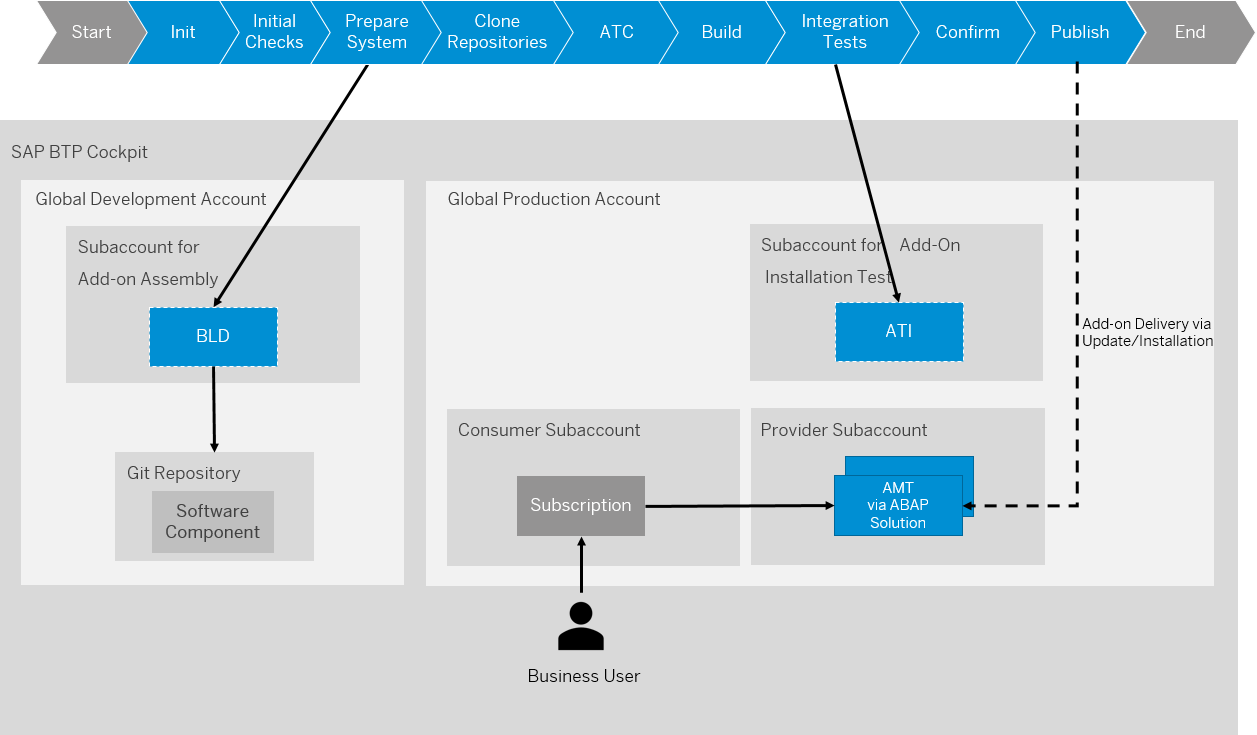 Start
Init
Initial
Checks
Prepare
System
Clone
Repositories
ATC
Build
Integration
Tests
Confirm
Publish
End
SAP BTP Cockpit
Global Development Account
Subaccount for
Add-on Assembly
BLD
Git Repository
Software
Component
Global Production Account
Subaccount for Add-On
Installation Test
ATI
Add-on Delivery via
Update/Installation
Consumer Subaccount
Subscription
Provider Subaccount
AMT
via ABAP
Solution
Business User